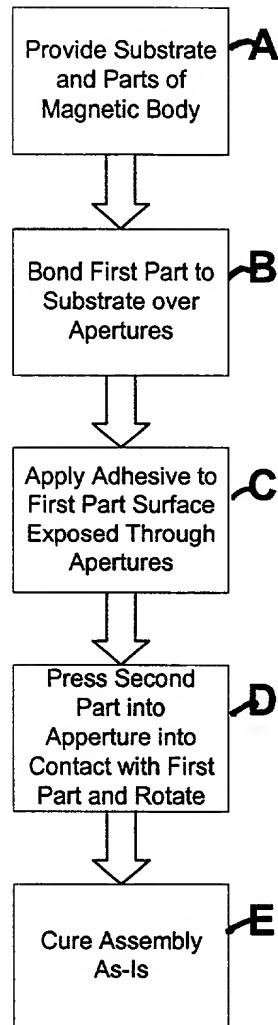 Provide Substrate
and Parts of
Magnetic Body
A
Bond First Part to
Substrate over
Apertures
B
Apply Adhesive to
First Part Surface
Exposed Through
Apertures
C
Press Second
Part into
Apperture into
Contact with First
Part and Rotate
D
Cure Assembly
As-Is
E